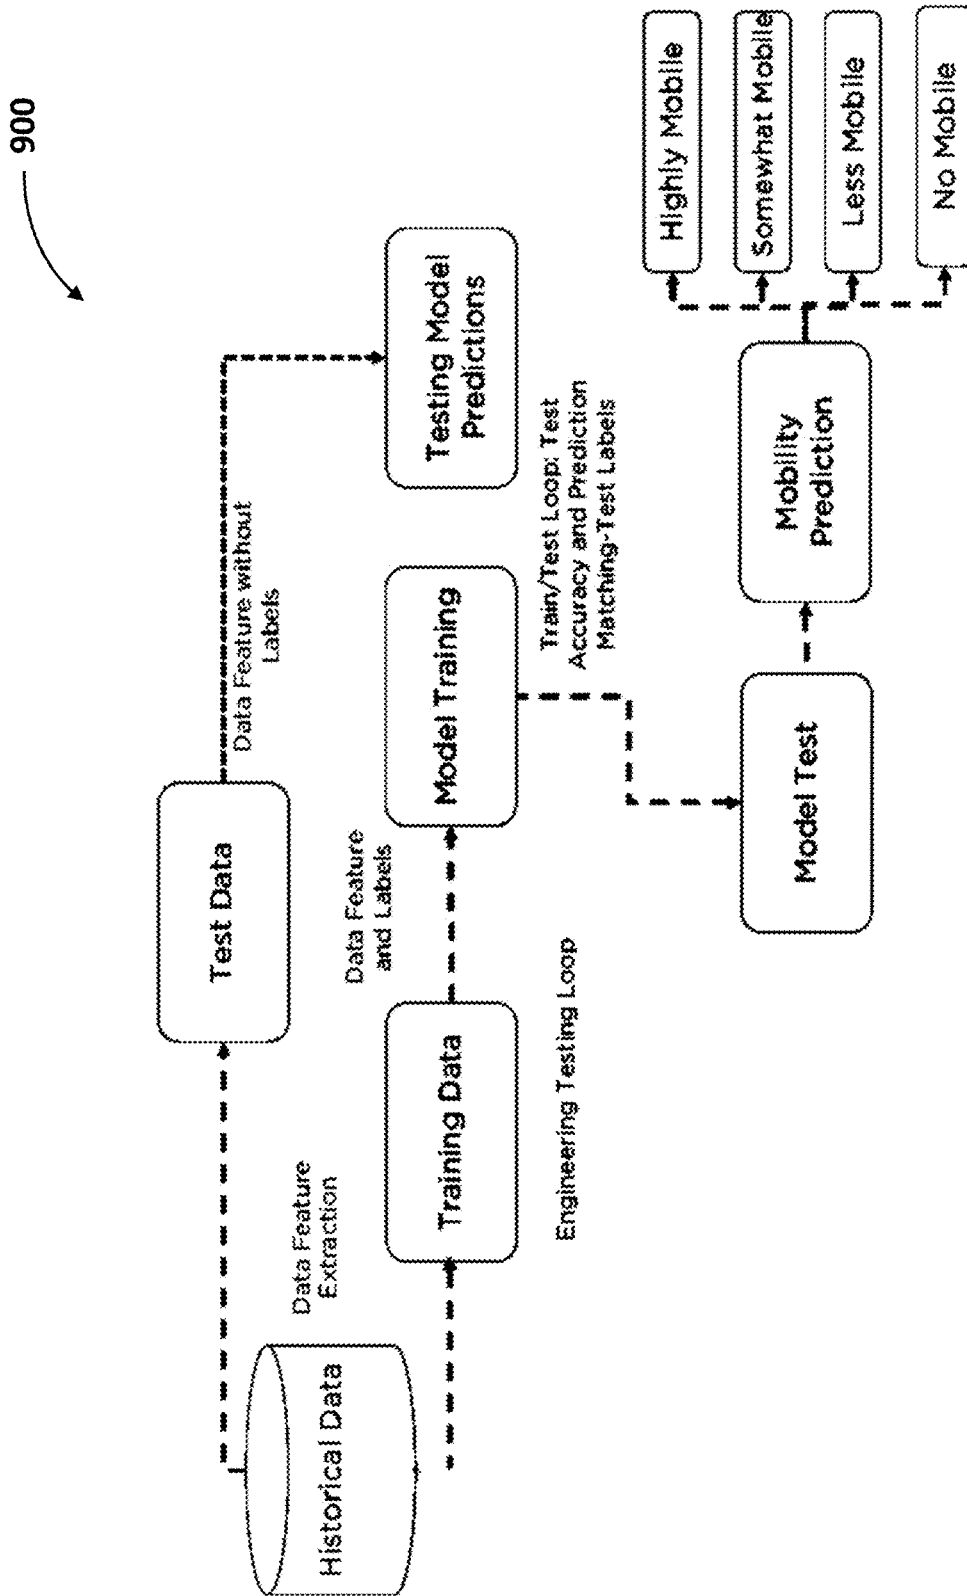 900
Historical Data
Data Feature
Extraction
Test Data
Data Feature without
Labels
Testing Model
Predictions
Training Data
Data Feature
and Labels
Model Training
Engineering Testing Loop
Train/Test Loop: Test
Accuracy and Prediction
Matching-Test Labels
Model Test
Mobility
Prediction
Highly Mobile
Somewhat Mobile
Less Mobile
No Mobile